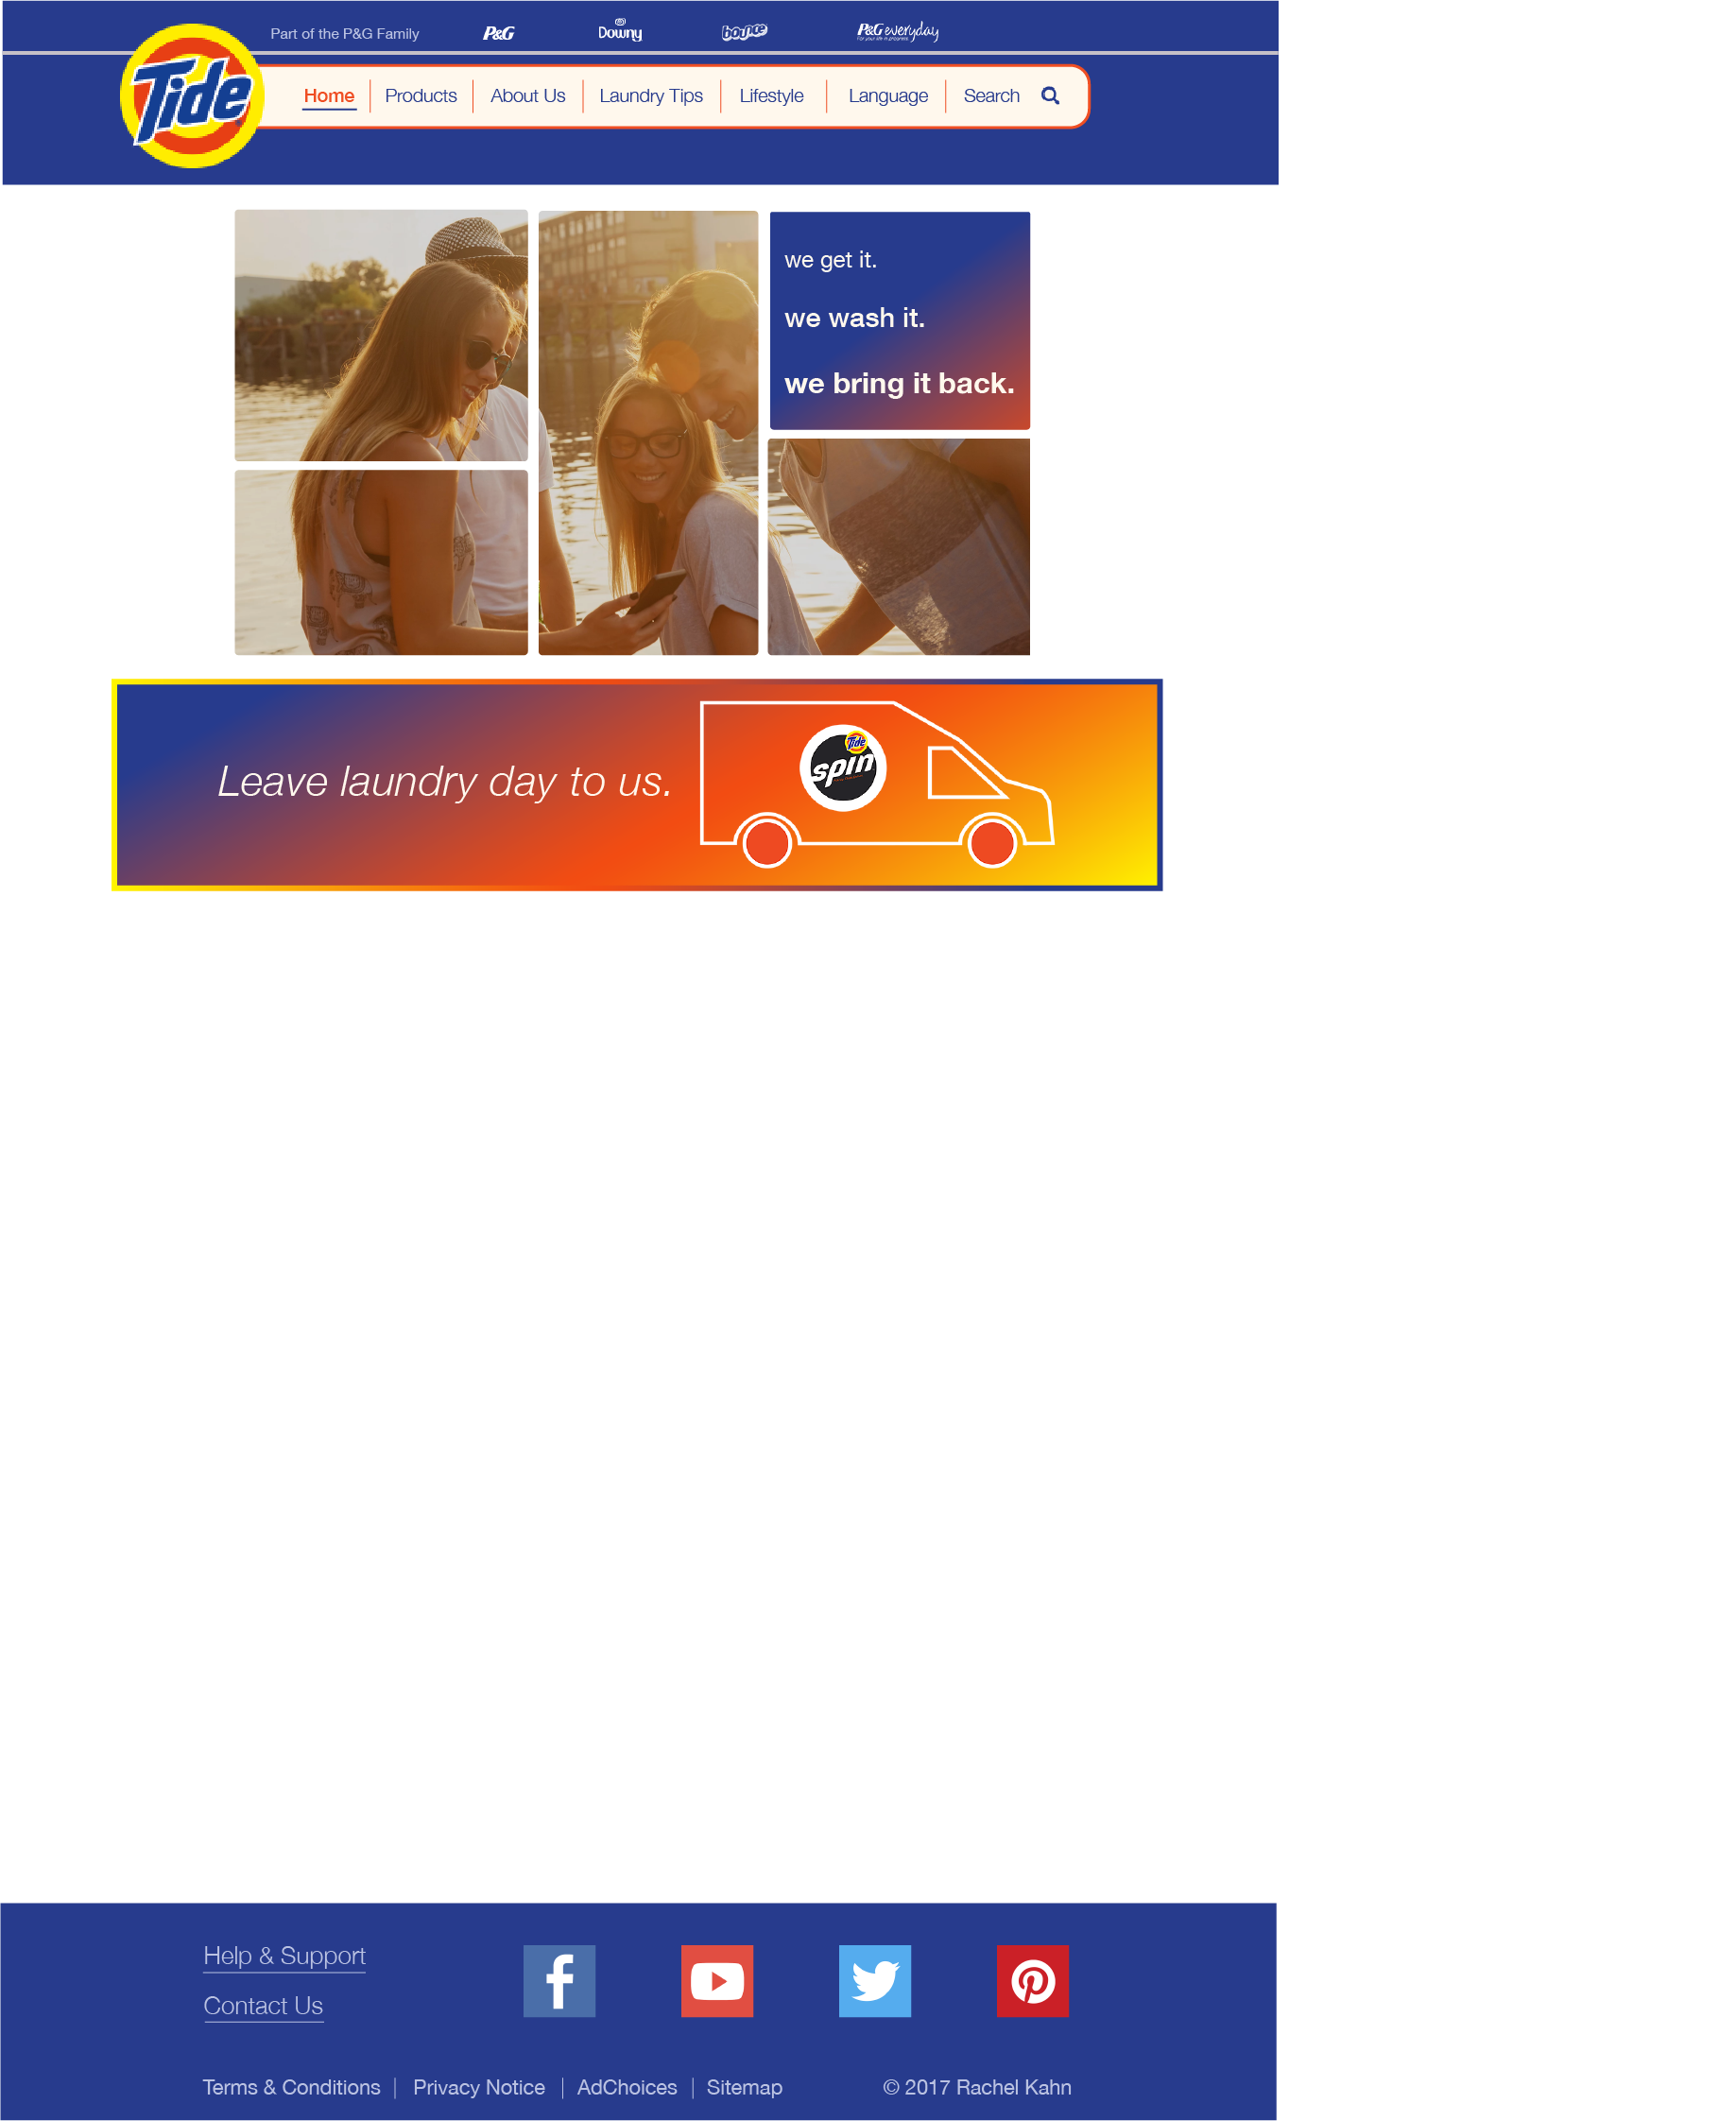 Part of the P&G Family
P&G
Downy
bounce
P&G everyday
Tide
Home
Products
About Us
Laundry Tips
Lifestyle
Language
Search
we get it.
we wash it.
we bring it back.
Leave laundry day to us.
Tide
spin
Help & Support
Contact Us
Terms & Conditions
Privacy Notice
AdChoices
Sitemap
© 2017 Rachel Kahn